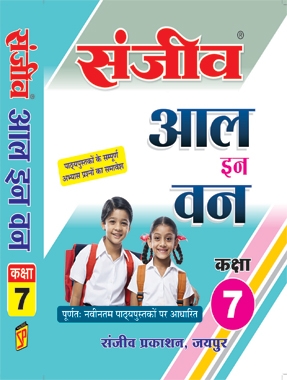 संजीव®
आल इन वन
कक्षा
7
SP
संजीव®
आल
इन
वन
पाठ्यपुस्तकों के सम्पूर्ण
अभ्यास प्रश्नों का समावेश
कक्षा
7
पूर्णतः नवीनतम पाठ्यपुस्तकों पर आधारित
संजीव प्रकाशन, जयपुर